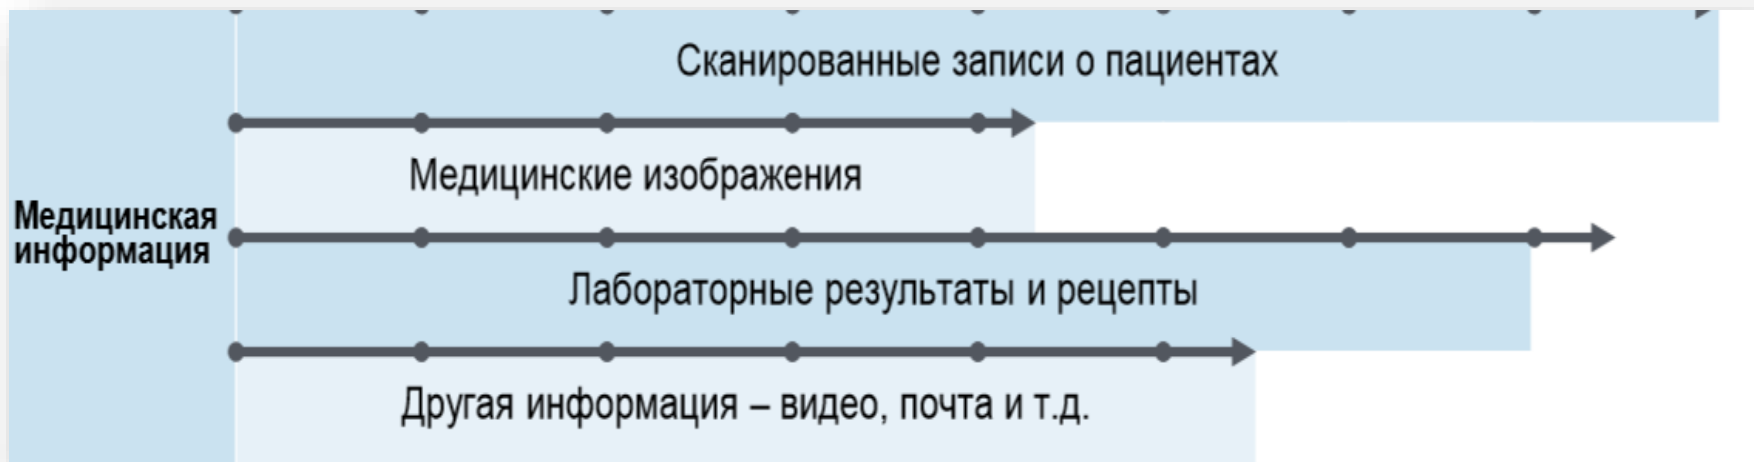 Сканированные записи о пациентах
Медицинские изображения
Медицинская
информация
Лабораторные результаты и рецепты
Другая информация – видео, почта и т.д.